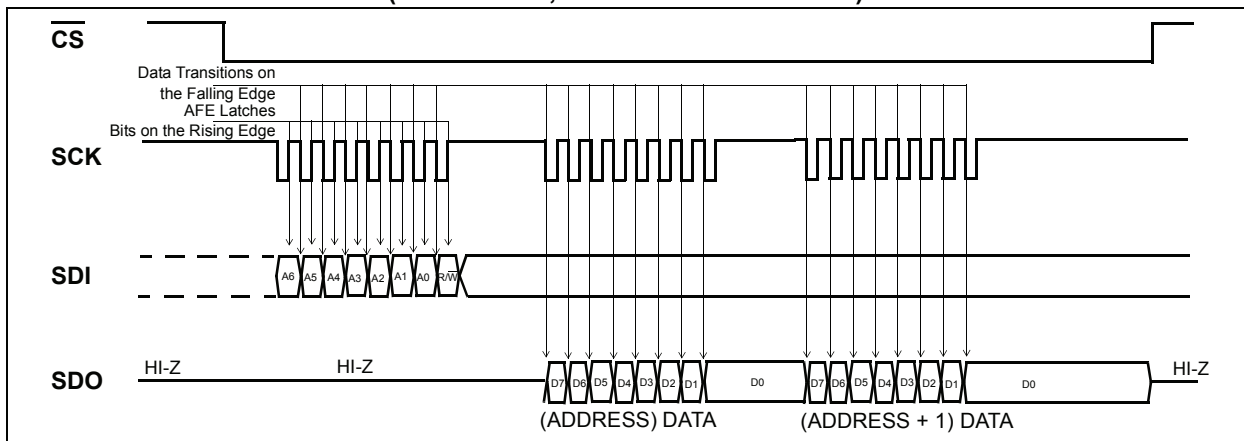 CS
Data Transitions on
the Falling Edge
AFE Latches
Bits on the Rising Edge
SCK
SDI
A6 A5 A4 A3 A2 A1 A0 R/W
SDO
HI-Z HI-Z D7 D6 D5 D4 D3 D2 D1 D0 D7 D6 D5 D4 D3 D2 D1 D0 HI-Z
(ADDRESS) DATA (ADDRESS + 1) DATA